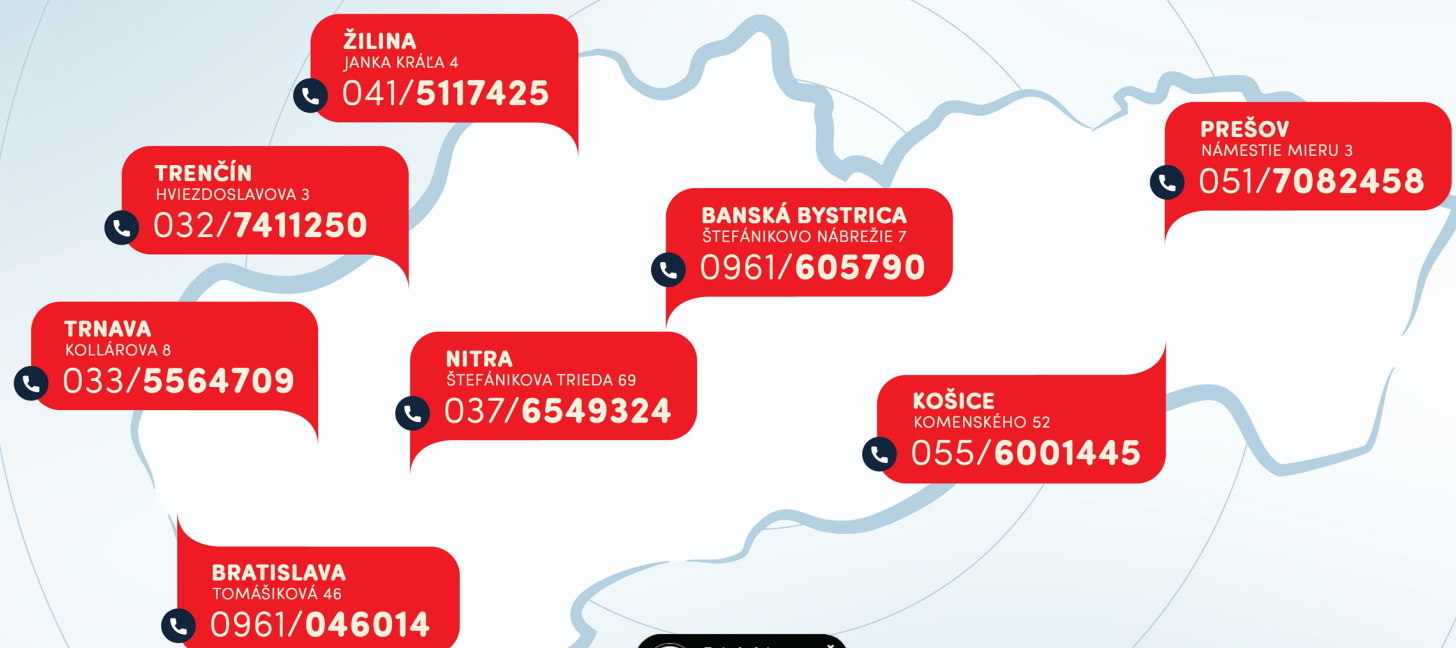 ŽILINA
JANKA KRÁĽA 4
041/5117425
PREŠOV
NÁMESTIE MIERU 3
051/7082458
TRENČÍN
HVIEZDOSLAVOVA 3
032/7411250
BANSKÁ BYSTRICA
ŠTEFÁNIKOVO NÁBREŽIE 7
0961/605790
TRNAVA
KOLLÁROVA 8
033/5564709
NITRA
ŠTEFÁNIKOVA TRIEDA 69
037/6549324
KOŠICE
KOMENSKÉHO 52
055/6001445
BRATISLAVA
TOMÁŠIKOVÁ 46
0961/046014